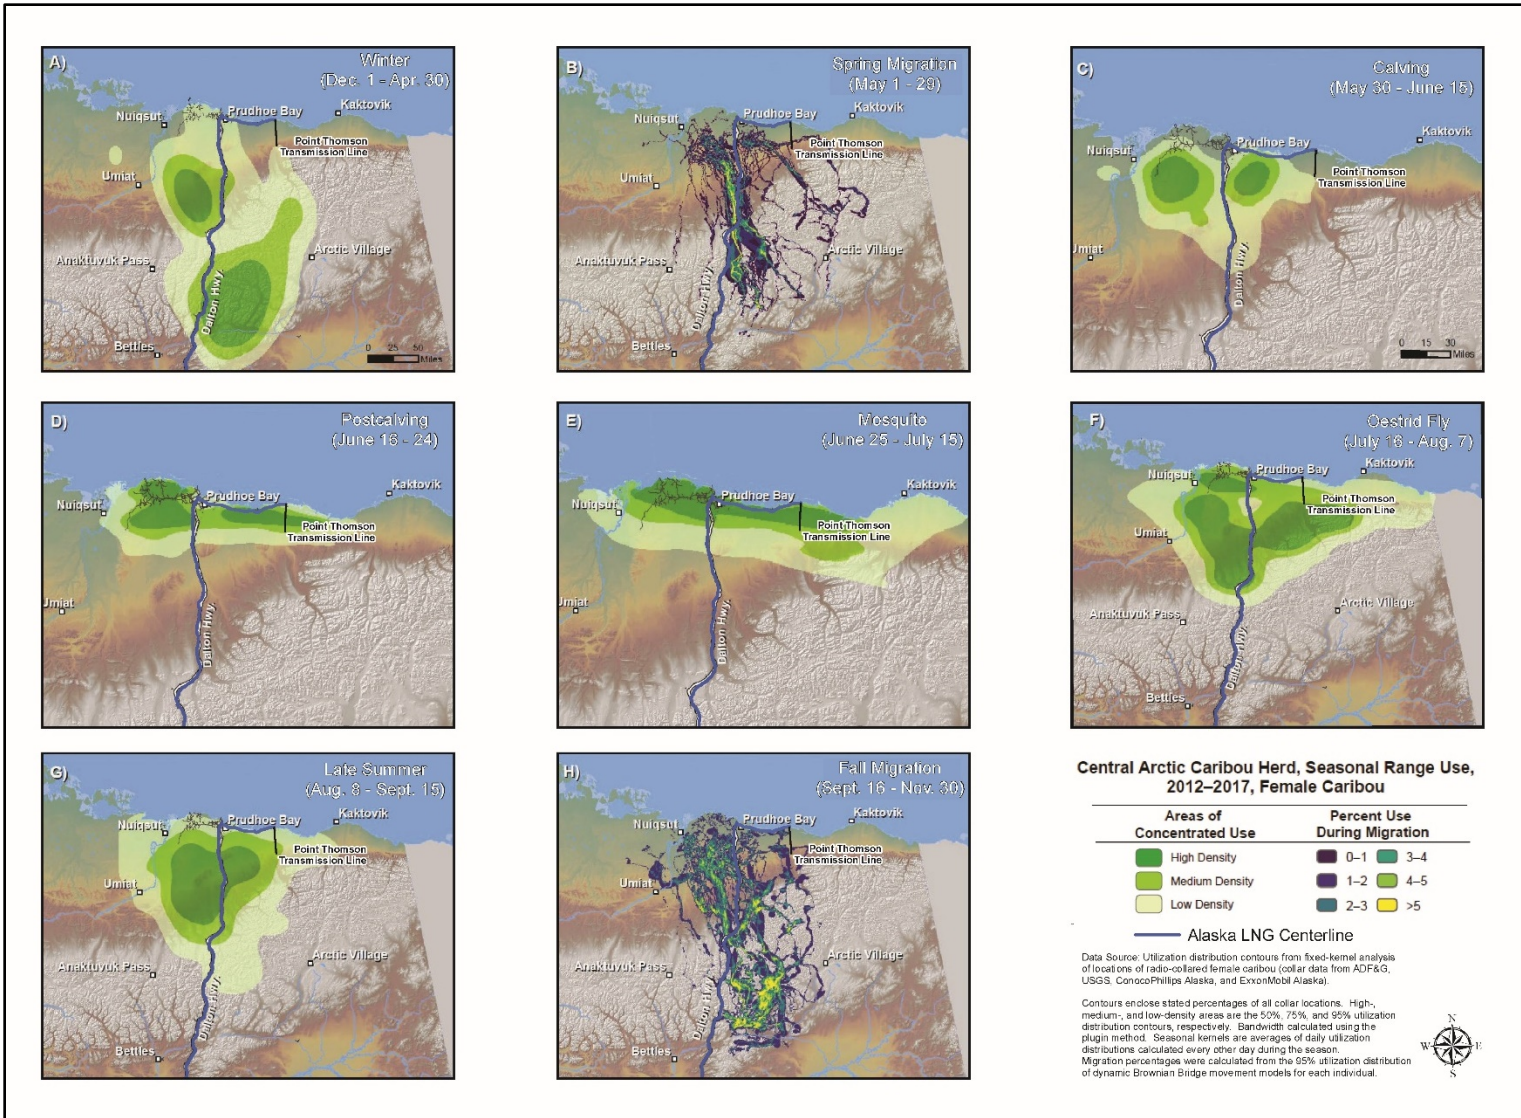 A)
Winter
(Dec. 1 - Apr. 30)
Nuiqsut
Prudhoe Bay
Kaktovik
Point Thomson
Transmission Line
Umiat
Anaktuvuk Pass
Arctic Village
Dalton Hwy.
Bettles
0 25 50
Miles
B)
Spring Migration
(May 1 - 29)
Nuiqsut
Prudhoe Bay
Kaktovik
Point Thomson
Transmission Line
Umiat
Anaktuvuk Pass
Arctic Village
Dalton Hwy.
Bettles
C)
Calving
(May 30 - June 15)
Nuiqsut
Prudhoe Bay
Kaktovik
Point Thomson
Transmission Line
Umiat
Dalton Hwy.
0 15 30
Miles
D)
Postcalving
(June 16 - 24)
Nuiqsut
Prudhoe Bay
Kaktovik
Point Thomson
Transmission Line
Umiat
Dalton Hwy.
E)
Mosquito
(June 25 - July 15)
Nuiqsut
Prudhoe Bay
Kaktovik
Point Thomson
Transmission Line
Umiat
Dalton Hwy.
F)
Oestrid Fly
(July 16 - Aug. 7)
Nuiqsut
Prudhoe Bay
Kaktovik
Point Thomson
Transmission Line
Umiat
Anaktuvuk Pass
Arctic Village
Dalton Hwy.
Bettles
G)
Late Summer
(Aug. 8 - Sept. 15)
Nuiqsut
Prudhoe Bay
Kaktovik
Point Thomson
Transmission Line
Umiat
Anaktuvuk Pass
Arctic Village
Dalton Hwy.
Bettles
H)
Fall Migration
(Sept. 16 - Nov. 30)
Nuiqsut
Prudhoe Bay
Kaktovik
Point Thomson
Transmission Line
Umiat
Anaktuvuk Pass
Arctic Village
Dalton Hwy.
Bettles
Central Arctic Caribou Herd, Seasonal Range Use,
2012–2017, Female Caribou
Areas of
Concentrated Use
High Density
Medium Density
Low Density
Percent Use
During Migration
0–1 3–4
1–2 4–5
2–3 >5
Alaska LNG Centerline
Data Source: Utilization distribution contours from fixed-kernel analysis
of locations of radio-collared female caribou (collar data from ADF&G,
USGS, ConocoPhillips Alaska, and ExxonMobil Alaska).
Contours enclose stated percentages of all collar locations. High-,
medium-, and low-density areas are the 50%, 75%, and 95% utilization
distribution contours, respectively. Bandwidth calculated using the
plugin method. Seasonal kernels are averages of daily utilization
distributions calculated every other day during the season.
Migration percentages were calculated from the 95% utilization distribution
of dynamic Brownian Bridge movement models for each individual.
N
W E
S